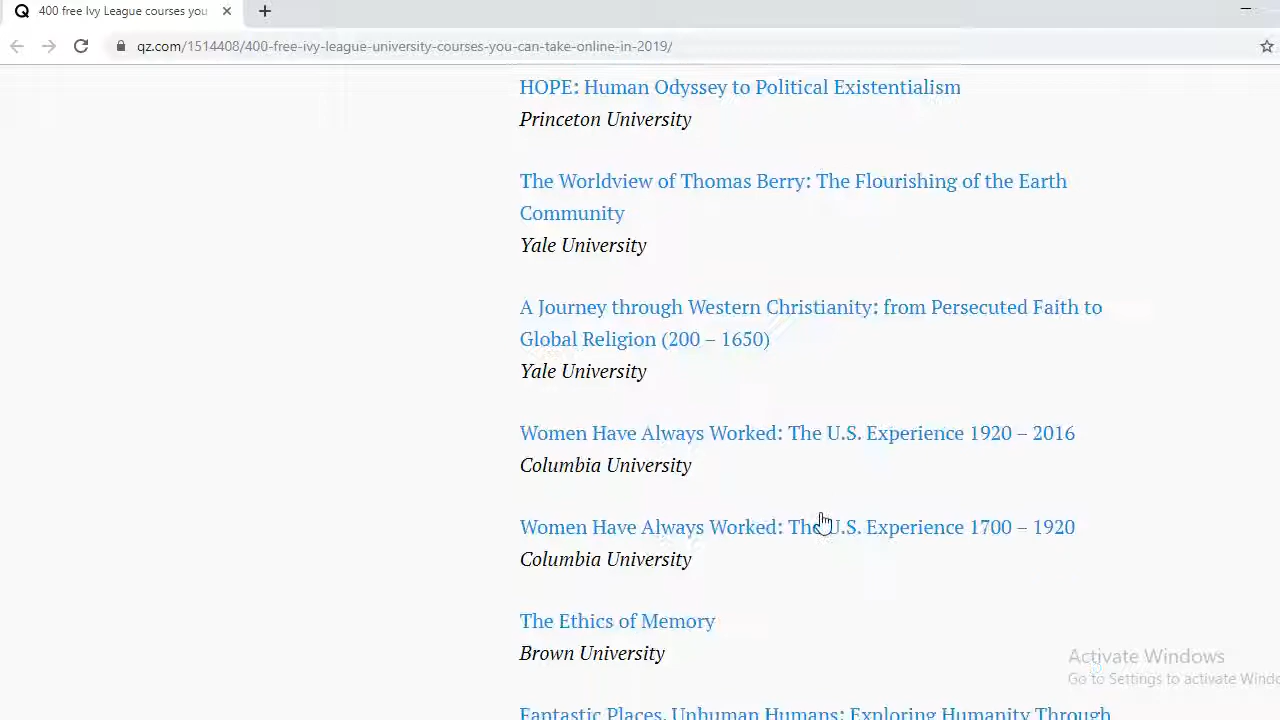 400 free Ivy League courses you
qz.com/1514408/400-free-ivy-league-university-courses-you-can-take-online-in-2019/
HOPE: Human Odyssey to Political Existentialism
Princeton University
The Worldview of Thomas Berry: The Flourishing of the Earth
Community
Yale University
A Journey through Western Christianity: from Persecuted Faith to
Global Religion (200 – 1650)
Yale University
Women Have Always Worked: The U.S. Experience 1920 – 2016
Columbia University
Women Have Always Worked: The U.S. Experience 1700 – 1920
Columbia University
The Ethics of Memory
Brown University
Fantastic Places, Unhuman Humans: Exploring Humanity Through
Activate Windows
Go to Settings to activate Windo